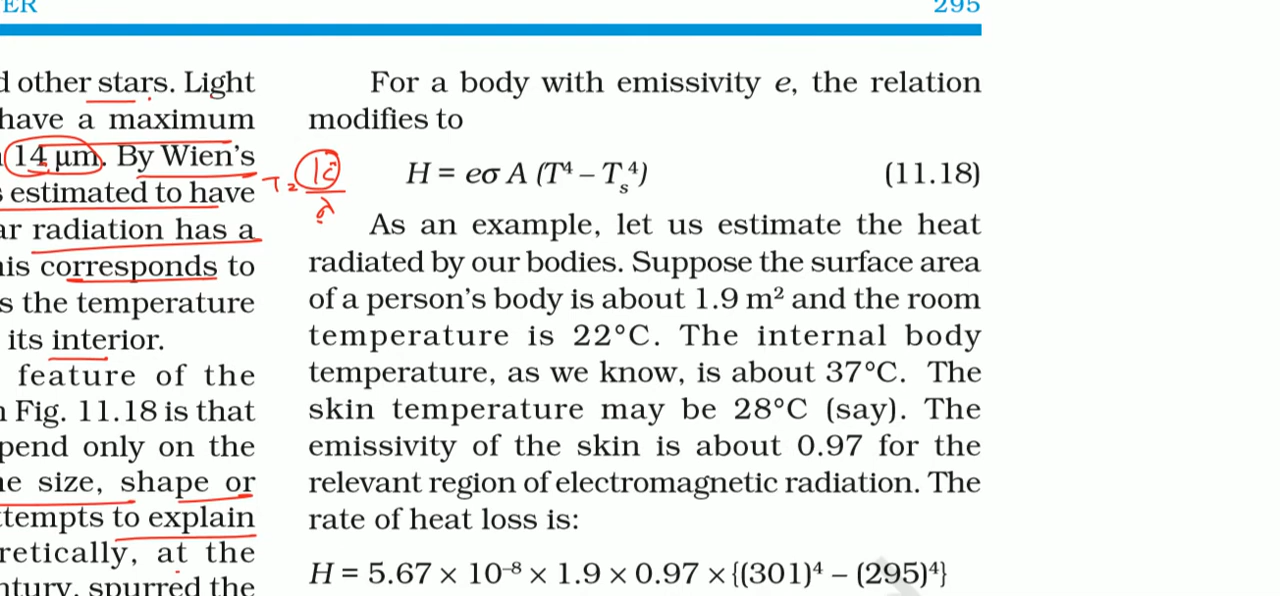 ER
295
d other stars. Light
have a maximum
14 μm. By Wien's
s estimated to have
ar radiation has a
is corresponds to
s the temperature
its interior.
feature of the
Fig. 11.18 is that
pend only on the
e size, shape or
tempts to explain
retically, at the
ntury, spurred the
For a body with emissivity e, the relation
modifies to
H = eσ A (T⁴ – Tₛ⁴) (11.18)
As an example, let us estimate the heat
radiated by our bodies. Suppose the surface area
of a person's body is about 1.9 m² and the room
temperature is 22°C. The internal body
temperature, as we know, is about 37°C. The
skin temperature may be 28°C (say). The
emissivity of the skin is about 0.97 for the
relevant region of electromagnetic radiation. The
rate of heat loss is:
H = 5.67 × 10⁻⁸ × 1.9 × 0.97 × {(301)⁴ – (295)⁴}